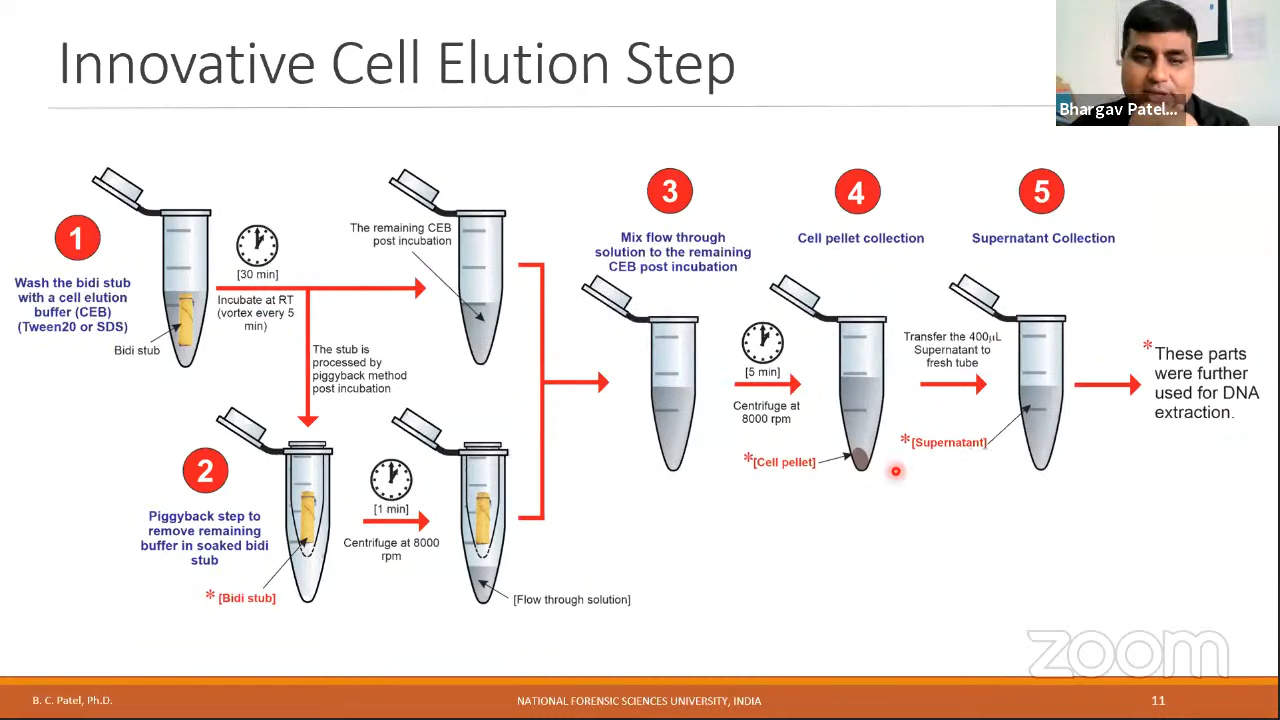 Innovative Cell Elution Step
Bhargav Patel...
1
Wash the bidi stub
with a cell elution
buffer (CEB)
(Tween20 or SDS)
Bidi stub
[30 min]
Incubate at RT
(vortex every 5
min)
The remaining CEB
post incubation
The stub is
processed by
piggyback method
post incubation
2
Piggyback step to
remove remaining
buffer in soaked bidi
stub
*[Bidi stub]
[1 min]
Centrifuge at 8000
rpm
[Flow through solution]
3
Mix flow through
solution to the remaining
CEB post incubation
[5 min]
Centrifuge at
8000 rpm
4
Cell pellet collection
*[Cell pellet]
Transfer the 400μL
Supernatant to
fresh tube
*[Supernatant]
5
Supernatant Collection
*These parts
were further
used for DNA
extraction.
zoom
B. C. Patel, Ph.D.
NATIONAL FORENSIC SCIENCES UNIVERSITY, INDIA
11